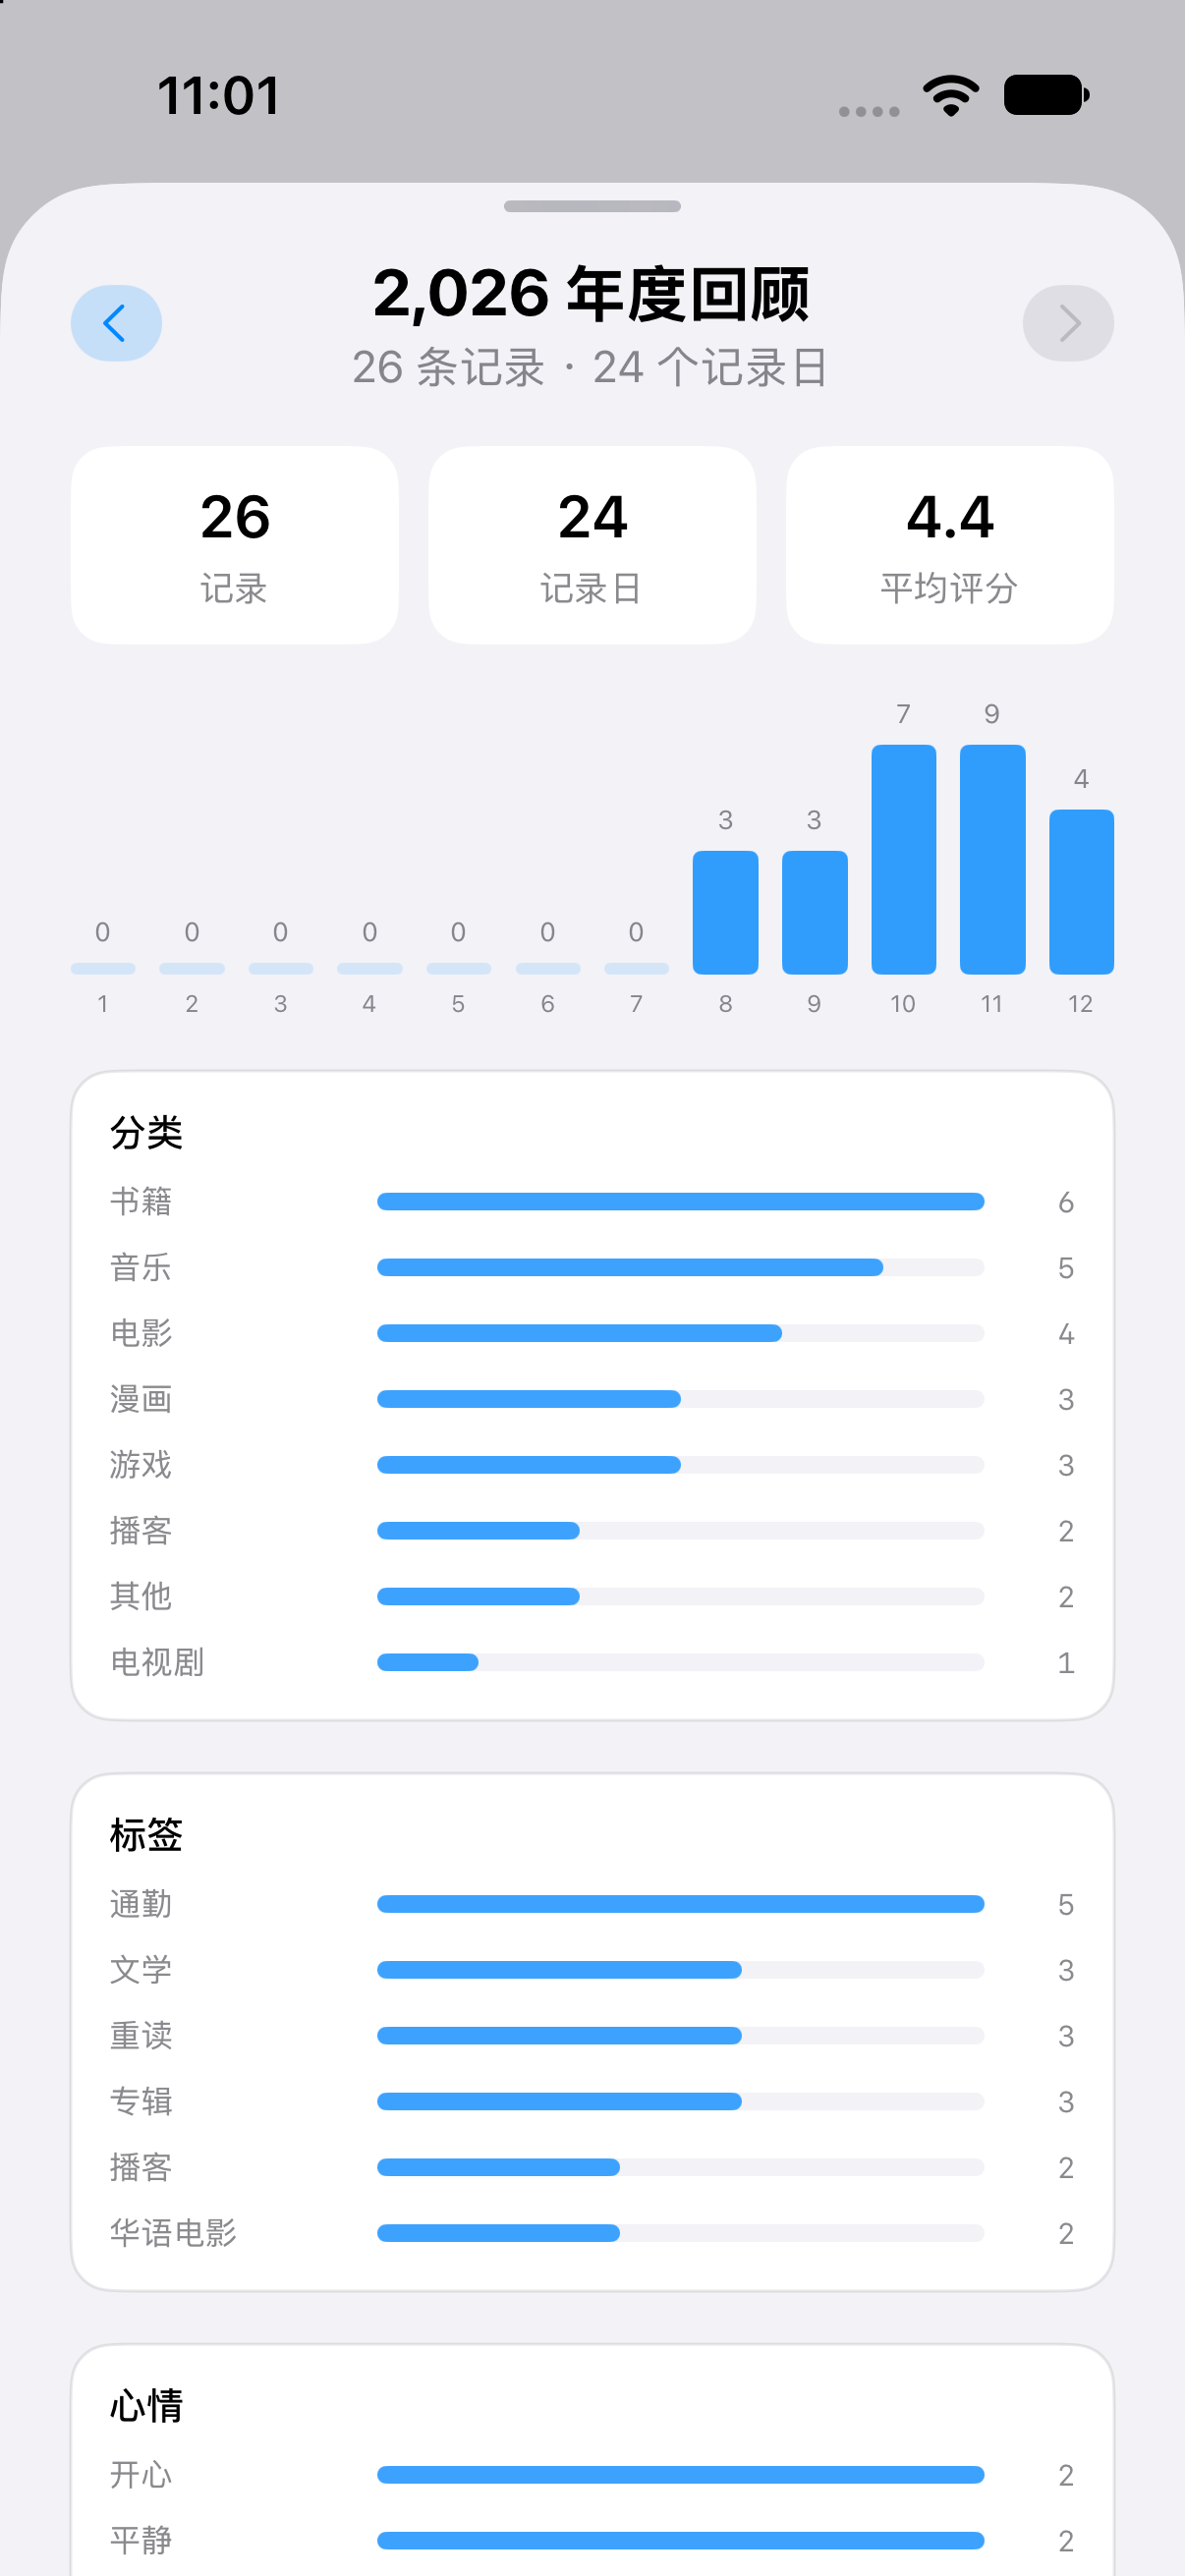 11:01
2,026 年度回顾
26 条记录 · 24 个记录日
26
24
4.4
记录
记录日
平均评分
0
0
0
0
0
0
0
3
3
7
9
4
1
2
3
4
5
6
7
8
9
10
11
12
分类
书籍 6
音乐 5
电影 4
漫画 3
游戏 3
播客 2
其他 2
电视剧 1
标签
通勤 5
文学 3
重读 3
专辑 3
播客 2
华语电影 2
心情
开心 2
平静 2